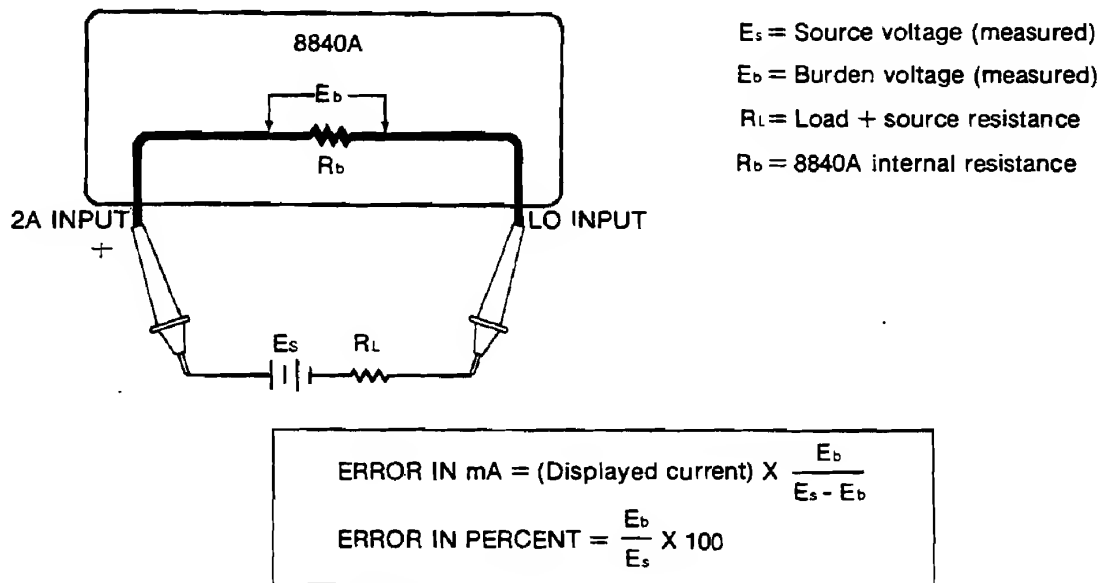 8840A
Eb
Rb
2A INPUT
+
LO INPUT
Es
RL
Es = Source voltage (measured)
Eb = Burden voltage (measured)
RL = Load + source resistance
Rb = 8840A internal resistance
ERROR IN mA = (Displayed current) X Eb / Es - Eb
ERROR IN PERCENT = Eb / Es X 100